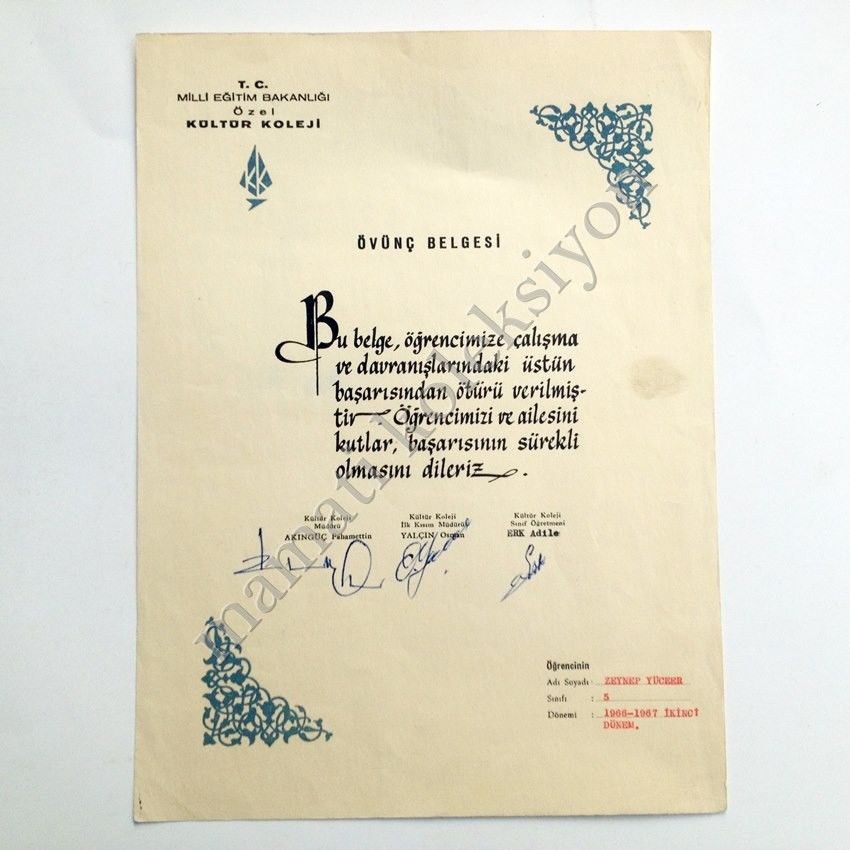 T. C.
MİLLİ EĞİTİM BAKANLIĞI
Özel
KÜLTÜR KOLEJİ
KK
ÖVÜNÇ BELGESİ
Bu belge, öğrencimize çalışma
ve davranışlarındaki üstün
başarısından ötürü verilmiş-
tir. Öğrencimizi ve ailesini
kutlar, başarısının sürekli
olmasını dileriz.
Kültür Koleji
Müdürü
AKINGÜÇ Fahamettin
Kültür Koleji
İlk Kısım Müdürü
YALÇIN Osman
Kültür Koleji
Sınıf Öğretmeni
ERK Adile
Öğrencinin
Adı Soyadı: ZEYNEP YÜCEER
Sınıfı : 5
Dönemi : 1966-1967 İKİNCİ
DÖNEM.
mamati koleksiyon